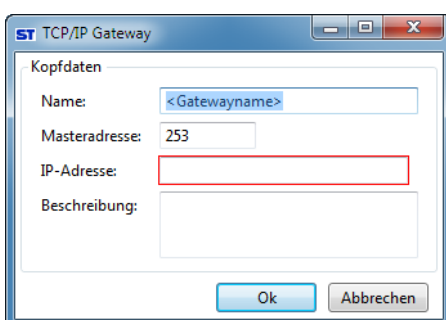 ST TCP/IP Gateway
Kopfdaten
Name: <Gatewayname>
Masteradresse: 253
IP-Adresse:
Beschreibung:
Ok Abbrechen